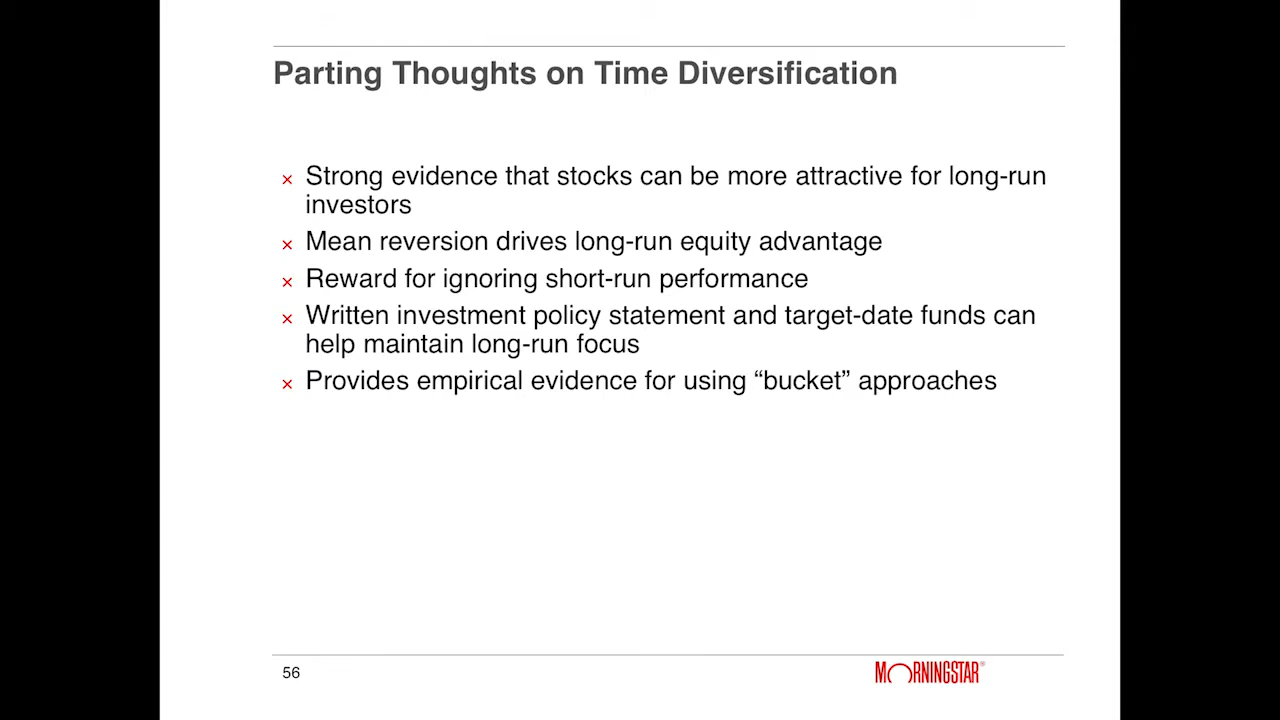 Parting Thoughts on Time Diversification
× Strong evidence that stocks can be more attractive for long-run
investors
× Mean reversion drives long-run equity advantage
× Reward for ignoring short-run performance
× Written investment policy statement and target-date funds can
help maintain long-run focus
× Provides empirical evidence for using “bucket” approaches
56
MORNINGSTAR®